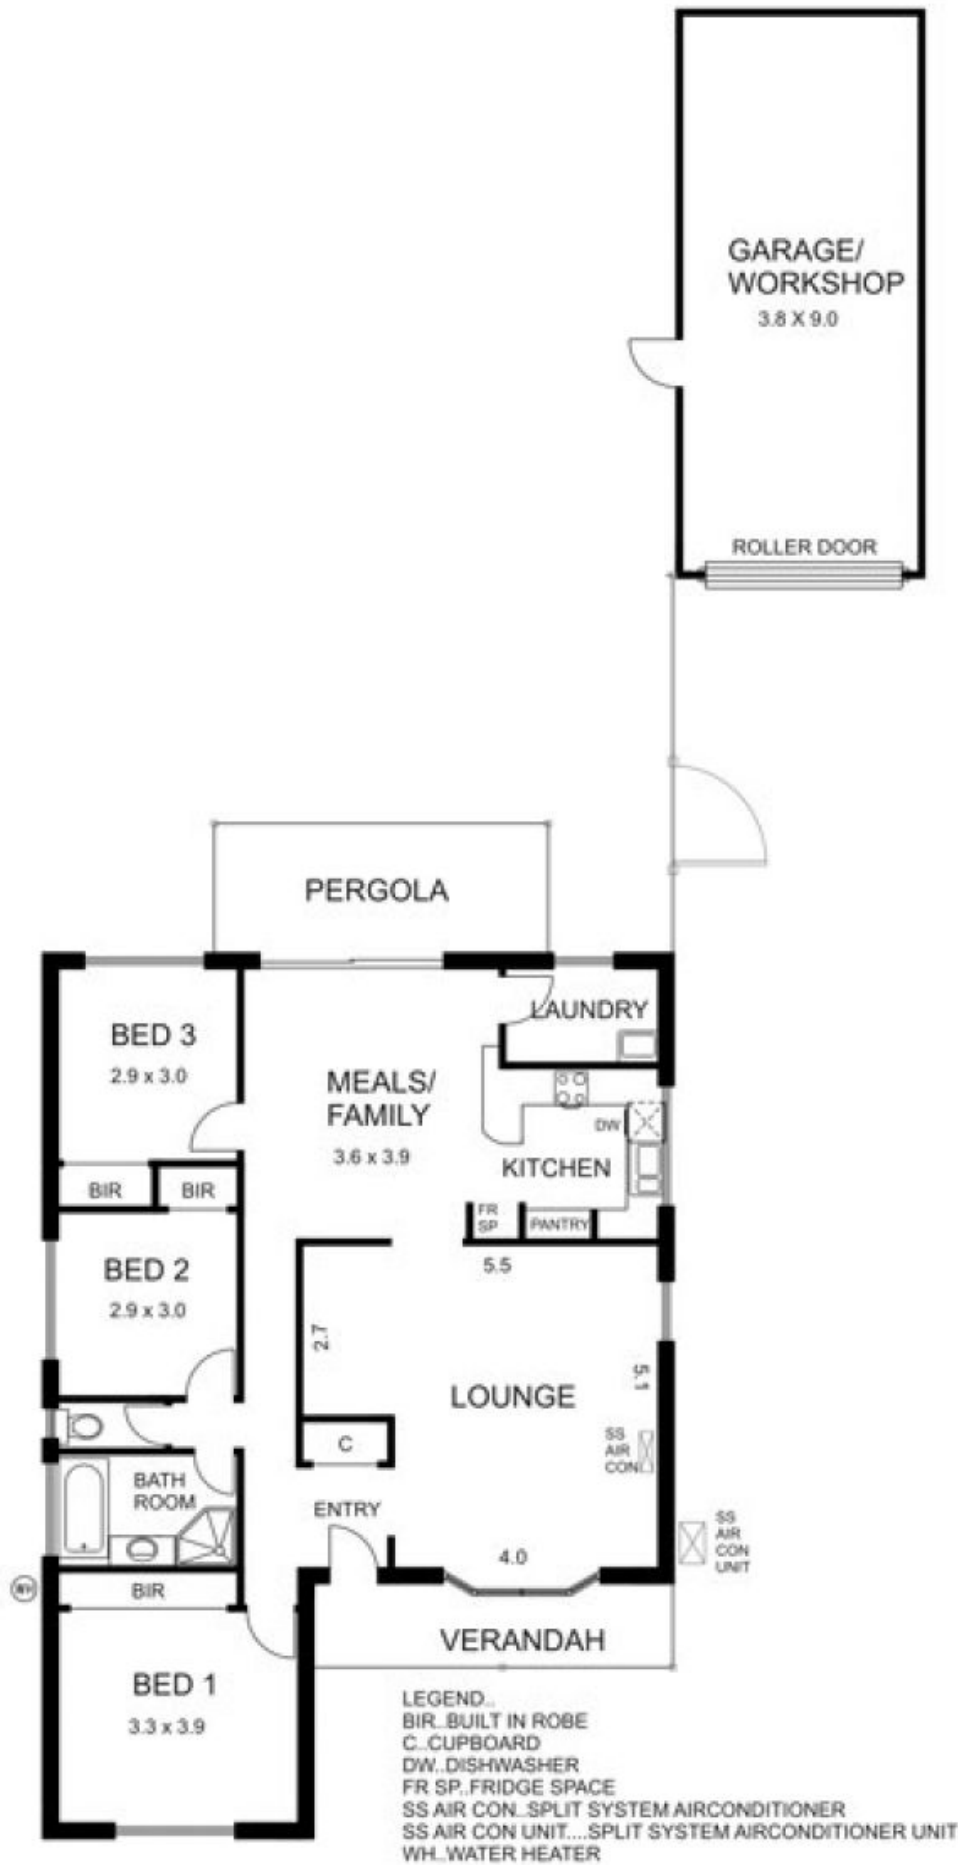 GARAGE/
WORKSHOP
3.8 X 9.0
ROLLER DOOR
PERGOLA
BED 3
2.9 x 3.0
LAUNDRY
MEALS/
FAMILY
3.6 x 3.9
DW
KITCHEN
BIR
BIR
FR
SP
PANTRY
BED 2
2.9 x 3.0
5.5
2.7
5.1
LOUNGE
C
SS
AIR
CON
BATH
ROOM
ENTRY
4.0
SS
AIR
CON
UNIT
WH
BIR
VERANDAH
BED 1
3.3 x 3.9
LEGEND..
BIR..BUILT IN ROBE
C..CUPBOARD
DW..DISHWASHER
FR SP..FRIDGE SPACE
SS AIR CON..SPLIT SYSTEM AIRCONDITIONER
SS AIR CON UNIT....SPLIT SYSTEM AIRCONDITIONER UNIT
WH..WATER HEATER